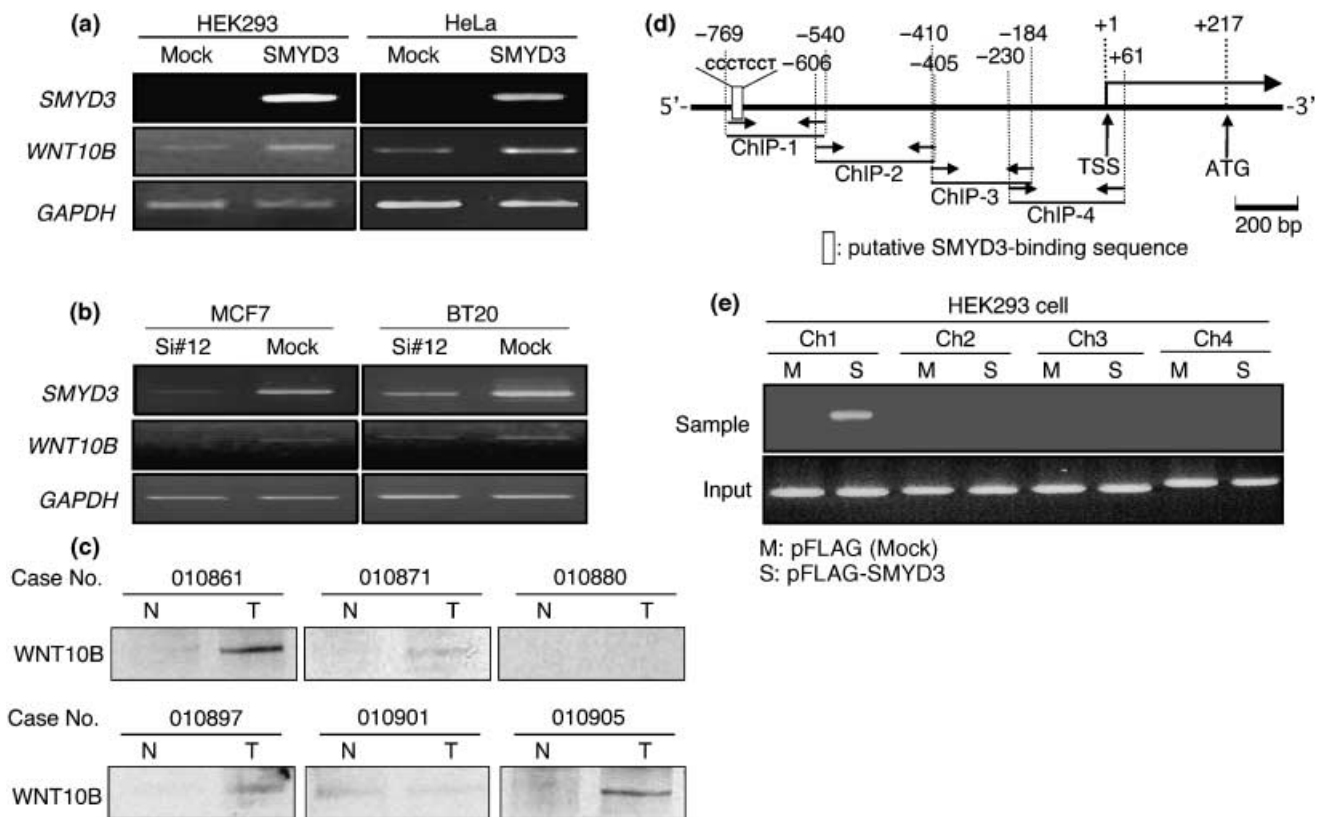 (a)
HEK293 HeLa
Mock SMYD3 Mock SMYD3
SMYD3
WNT10B
GAPDH
(b)
MCF7 BT20
Si#12 Mock Si#12 Mock
SMYD3
WNT10B
GAPDH
(c)
Case No. 010861 010871 010880
N T N T N T
WNT10B
Case No. 010897 010901 010905
N T N T N T
WNT10B
(d)
−769 −540 −410 −184 +1 +217
CCCTCCT −606 −405 −230 +61
5'- -3'
ChIP-1
ChIP-2
ChIP-3
ChIP-4
TSS ATG
200 bp
: putative SMYD3-binding sequence
(e)
HEK293 cell
Ch1 Ch2 Ch3 Ch4
M S M S M S M S
Sample
Input
M: pFLAG (Mock)
S: pFLAG-SMYD3